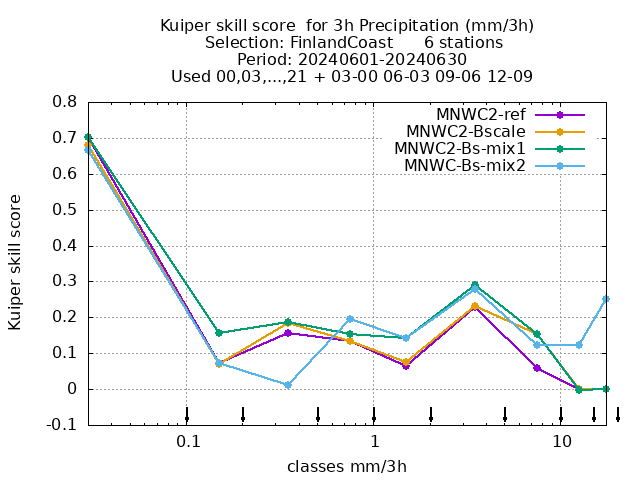 Kuiper skill score  for 3h Precipitation (mm/3h)
Selection: FinlandCoast      6 stations
Period: 20240601-20240630
Used 00,03,...,21 + 03-00 06-03 09-06 12-09
MNWC2-ref
MNWC2-Bscale
MNWC2-Bs-mix1
MNWC-Bs-mix2
Kuiper skill score
0.8
0.7
0.6
0.5
0.4
0.3
0.2
0.1
0
-0.1
0.1
1
10
classes mm/3h